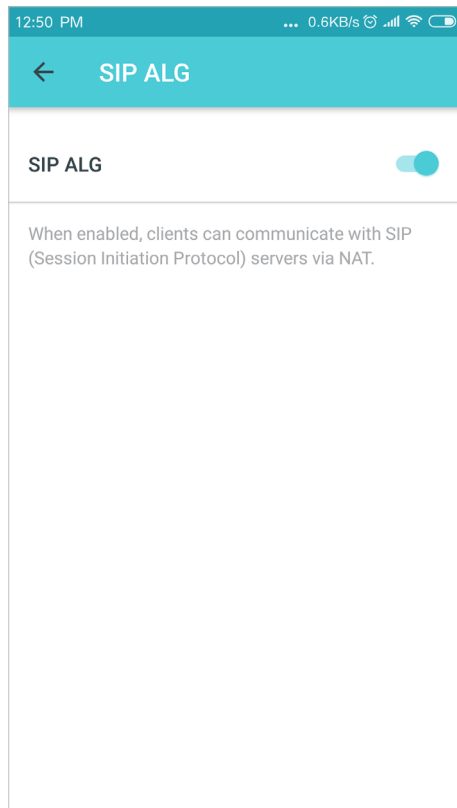 12:50 PM ... 0.6KB/s
SIP ALG
SIP ALG
When enabled, clients can communicate with SIP
(Session Initiation Protocol) servers via NAT.